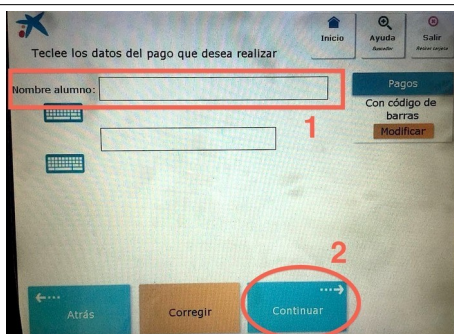 Inicio
Ayuda
Salir
Teclee los datos del pago que desea realizar
Nombre alumno:
1
Pagos
Con código de
barras
Modificar
2
Atrás
Corregir
Continuar